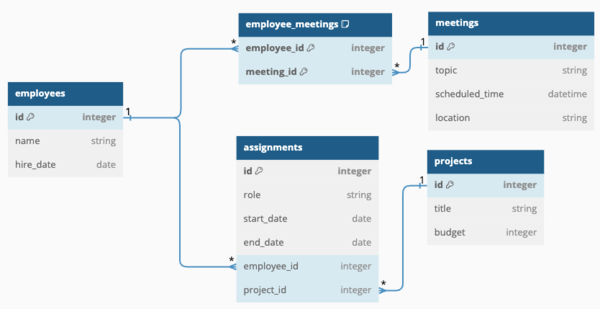 employee_meetings
employee_id integer
meeting_id integer
*
*
meetings
id integer
topic string
scheduled_time datetime
location string
1
employees
id integer
name string
hire_date date
1
assignments
id integer
role string
start_date date
end_date date
employee_id integer
project_id integer
*
*
projects
id integer
title string
budget integer
1